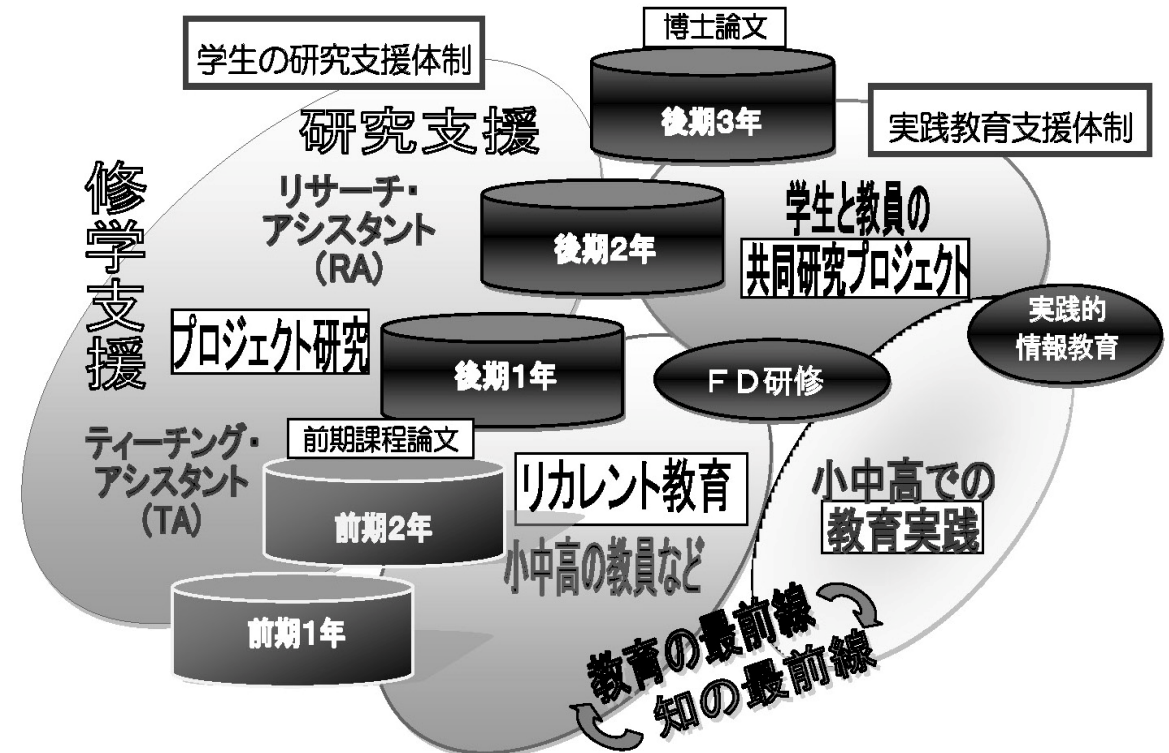 博士論文
学生の研究支援体制
後期3年
実践教育支援体制
研究支援
修学支援
リサーチ・
アシスタント
(RA)
後期2年
学生と教員の
共同研究プロジェクト
実践的
情報教育
プロジェクト研究
後期1年
FD研修
ティーチング・
アシスタント
(TA)
前期課程論文
前期2年
リカレント教育
小中高の教員など
小中高での
教育実践
前期1年
教育の最前線
知の最前線